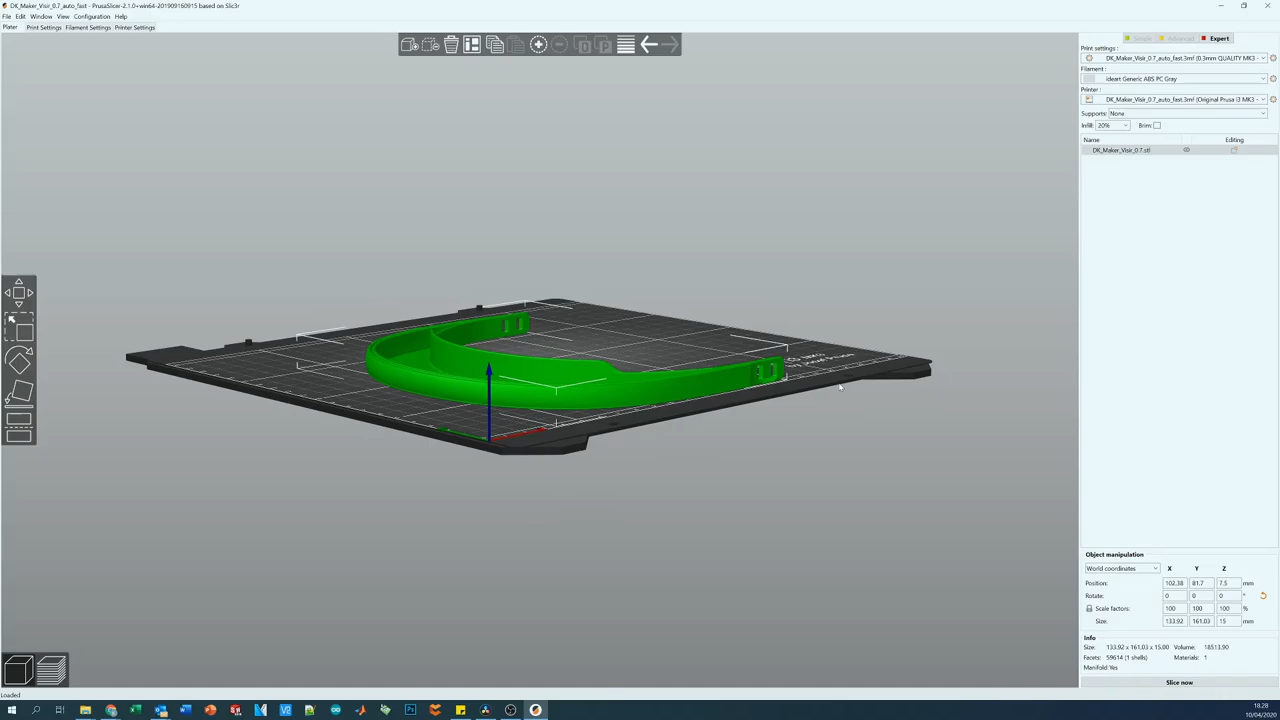 DK_Maker_Visir_0.7_auto_fast - PrusaSlicer-2.1.0+win64-201909160915 based on Slic3r
File Edit Window View Configuration Help
Plater Print Settings Filament Settings Printer Settings
Simple Advanced Expert
Print settings :
DK_Maker_Visir_0.7_auto_fast.3mf (0.3mm QUALITY MK3 -
Filament :
ideart Generic ABS PC Gray
Printer :
DK_Maker_Visir_0.7_auto_fast.3mf (Original Prusa i3 MK3 -
Supports: None
Infill: 20% Brim:
Name Editing
DK_Maker_Visir_0.7.stl
Object manipulation
World coordinates X Y Z
Position: 102.38 81.7 7.5 mm
Rotate: 0 0 0 °
Scale factors: 100 100 100 %
Size: 133.92 161.03 15 mm
Info
Size: 133.92 x 161.03 x 15.00 Volume: 18513.90
Facets: 59614 (1 shells) Materials: 1
Manifold: Yes
Slice now
Loaded
18.28
10/04/2020